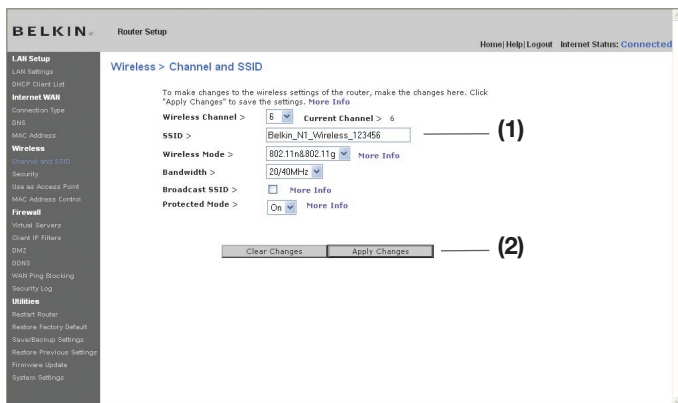 BELKIN
Router Setup
Home|Help|Logout Internet Status: Connected
LAN Setup
LAN Settings
DHCP Client List
Internet WAN
Connection Type
DNS
MAC Address
Wireless
Channel and SSID
Security
Use as Access Point
MAC Address Control
Firewall
Virtual Servers
Client IP Filters
DMZ
DDNS
WAN Ping Blocking
Security Log
Utilities
Restart Router
Restore Factory Default
Save/Backup Settings
Restore Previous Settings
Firmware Update
System Settings
Wireless > Channel and SSID
To make changes to the wireless settings of the router, make the changes here. Click
"Apply Changes" to save the settings. More Info
Wireless Channel > 6 Current Channel > 6
SSID > Belkin_N1_Wireless_123456 (1)
Wireless Mode > 802.11n&802.11g More Info
Bandwidth > 20/40MHz
Broadcast SSID > More Info
Protected Mode > On More Info
Clear Changes Apply Changes (2)